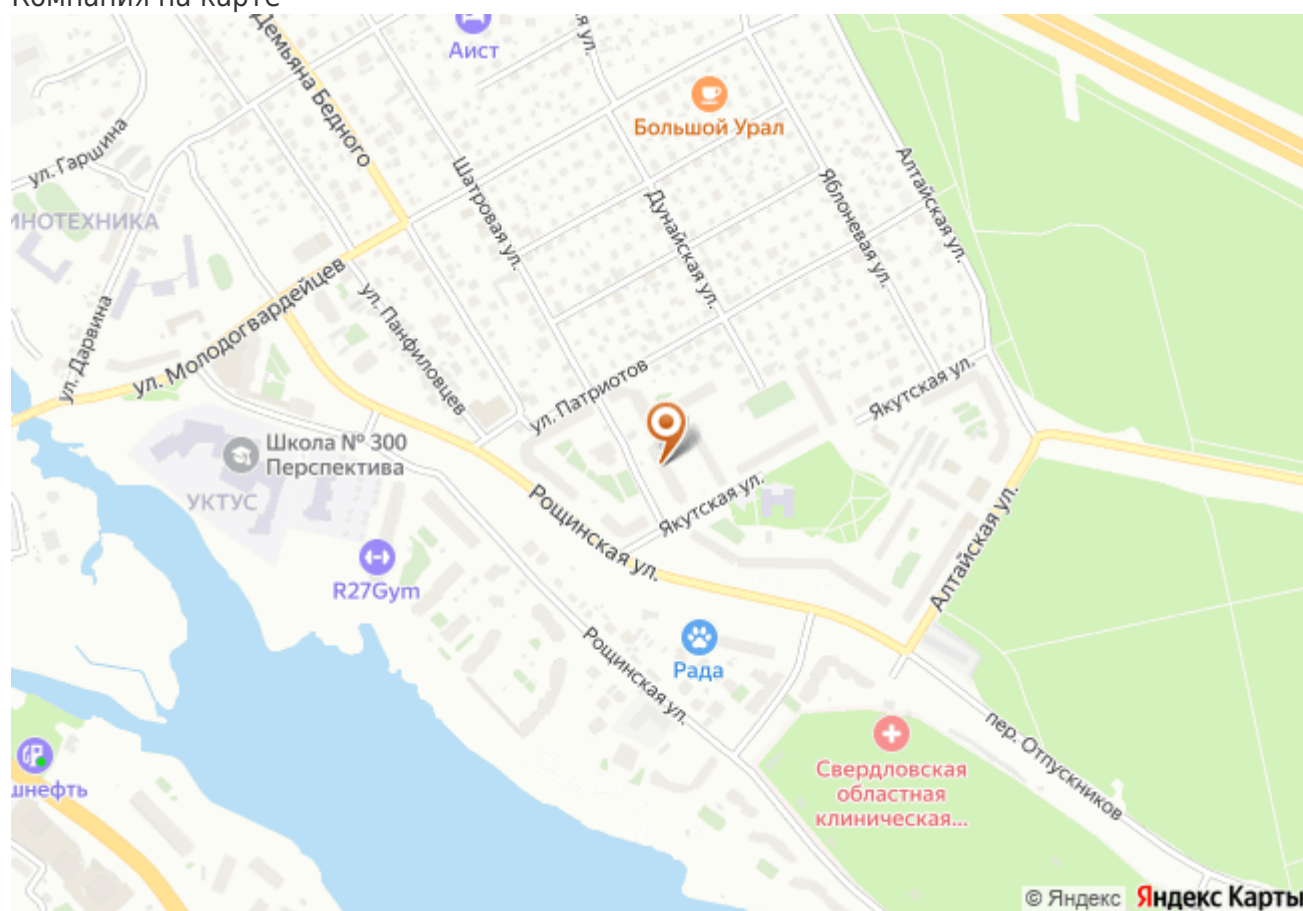 Компания на карте
Аист
Демьяна Бедного
Большой Урал
ул. Гаршина
Шатровая ул.
Дунайская ул.
Яблоневая ул.
Алтайская ул.
ул. Дарвина
ул. Молодогвардейцев
ул. Панфиловцев
ул. Патриотов
Якутская ул.
Школа № 300
Перспектива
УКТУС
Рощинская ул.
Якутская ул.
R27Gym
Алтайская ул.
Рощинская ул.
Рада
пер. Отпускников
Свердловская
областная
клиническая...
шнефть
© Яндекс Яндекс Карты